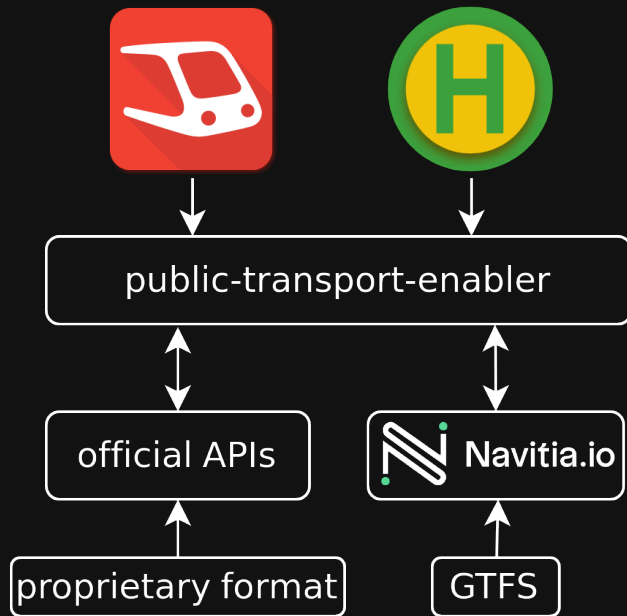 H
public-transport-enabler
official APIs
Navitia.io
proprietary format
GTFS